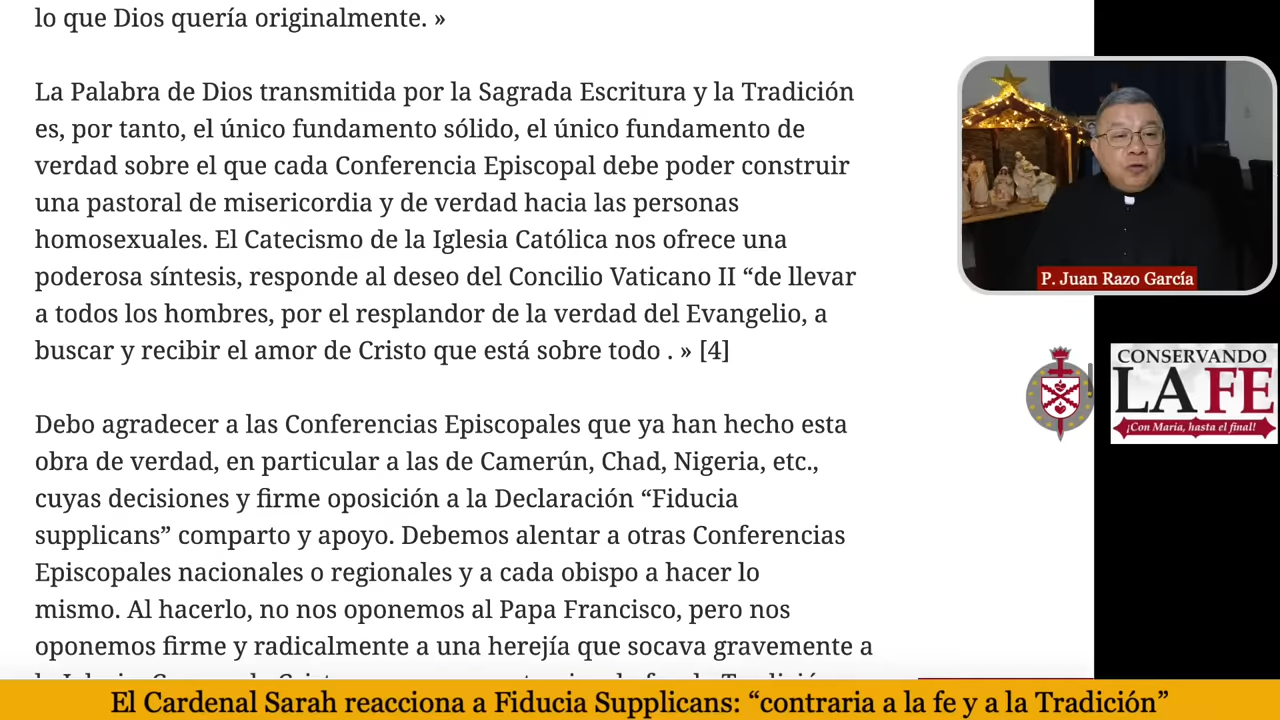 lo que Dios quería originalmente. »
La Palabra de Dios transmitida por la Sagrada Escritura y la Tradición
es, por tanto, el único fundamento sólido, el único fundamento de
verdad sobre el que cada Conferencia Episcopal debe poder construir
una pastoral de misericordia y de verdad hacia las personas
homosexuales. El Catecismo de la Iglesia Católica nos ofrece una
poderosa síntesis, responde al deseo del Concilio Vaticano II “de llevar
a todos los hombres, por el resplandor de la verdad del Evangelio, a
buscar y recibir el amor de Cristo que está sobre todo . » [4]
Debo agradecer a las Conferencias Episcopales que ya han hecho esta
obra de verdad, en particular a las de Camerún, Chad, Nigeria, etc.,
cuyas decisiones y firme oposición a la Declaración “Fiducia
supplicans” comparto y apoyo. Debemos alentar a otras Conferencias
Episcopales nacionales o regionales y a cada obispo a hacer lo
mismo. Al hacerlo, no nos oponemos al Papa Francisco, pero nos
oponemos firme y radicalmente a una herejía que socava gravemente a
P. Juan Razo García
CONSERVANDO
LA FE
¡Con Maria, hasta el final!
El Cardenal Sarah reacciona a Fiducia Supplicans: “contraria a la fe y a la Tradición”